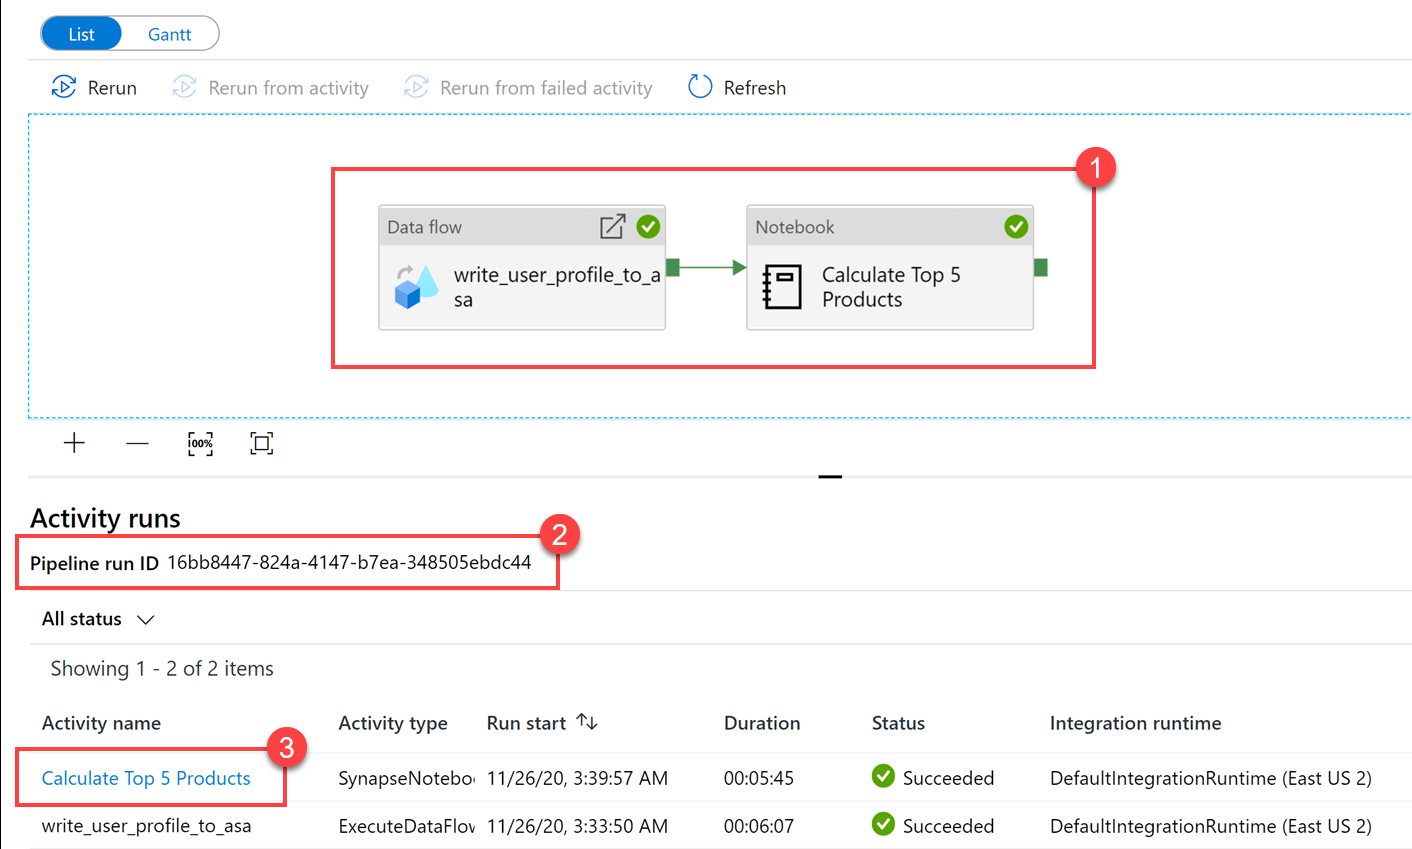 List Gantt
Rerun Rerun from activity Rerun from failed activity Refresh
1
Data flow Notebook
write_user_profile_to_a
sa
Calculate Top 5
Products
100%
Activity runs
2
Pipeline run ID 16bb8447-824a-4147-b7ea-348505ebdc44
All status
Showing 1 - 2 of 2 items
Activity name Activity type Run start Duration Status Integration runtime
3
Calculate Top 5 Products SynapseNoteboo 11/26/20, 3:39:57 AM 00:05:45 Succeeded DefaultIntegrationRuntime (East US 2)
write_user_profile_to_asa ExecuteDataFlow 11/26/20, 3:33:50 AM 00:06:07 Succeeded DefaultIntegrationRuntime (East US 2)